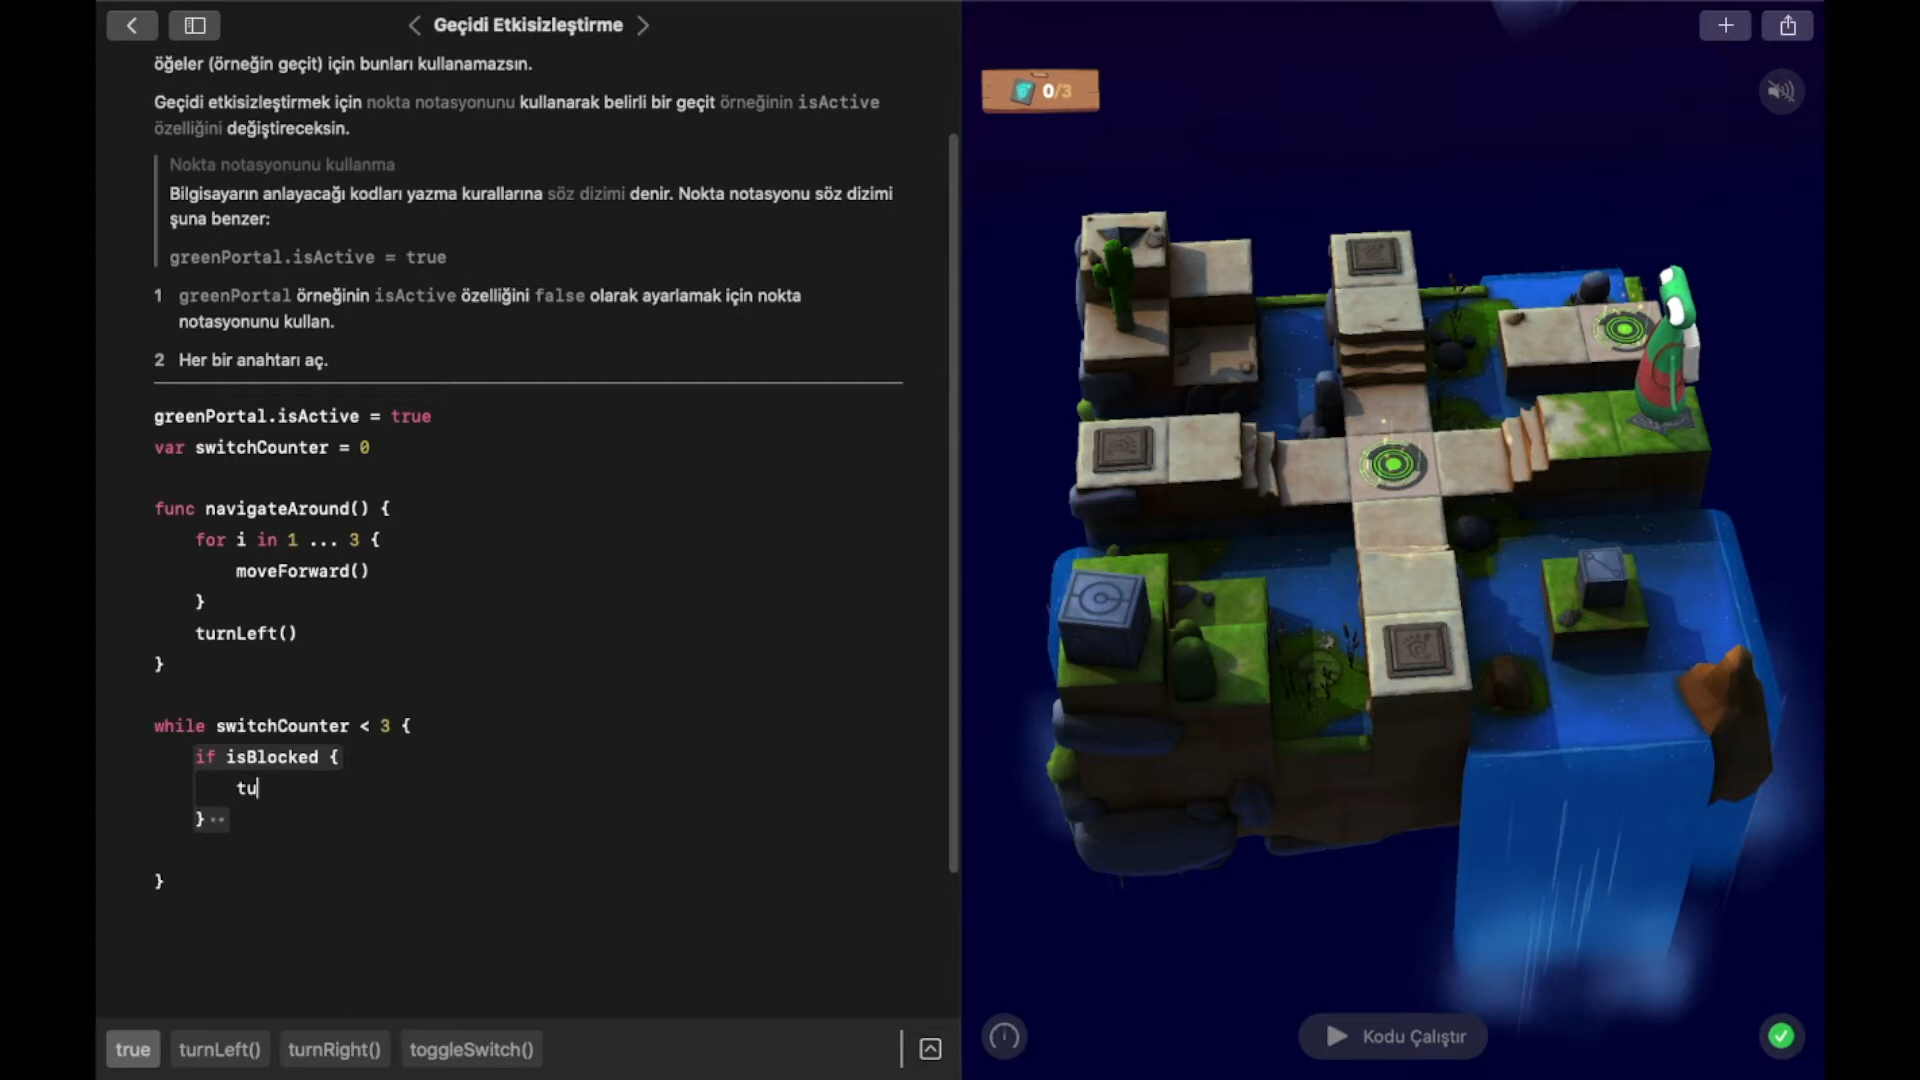 Geçidi Etkisizleştirme
öğeler (örneğin geçit) için bunları kullanamazsın.
Geçidi etkisizleştirmek için nokta notasyonunu kullanarak belirli bir geçit örneğinin isActive
özelliğini değiştireceksin.
Nokta notasyonunu kullanma
Bilgisayarın anlayacağı kodları yazma kurallarına söz dizimi denir. Nokta notasyonu söz dizimi
şuna benzer:
greenPortal.isActive = true
1 greenPortal örneğinin isActive özelliğini false olarak ayarlamak için nokta
notasyonunu kullan.
2 Her bir anahtarı aç.
greenPortal.isActive = true
var switchCounter = 0
func navigateAround() {
for i in 1 ... 3 {
moveForward()
}
turnLeft()
}
while switchCounter < 3 {
if isBlocked {
tu
}
}
true turnLeft() turnRight() toggleSwitch()
0/3
Kodu Çalıştır